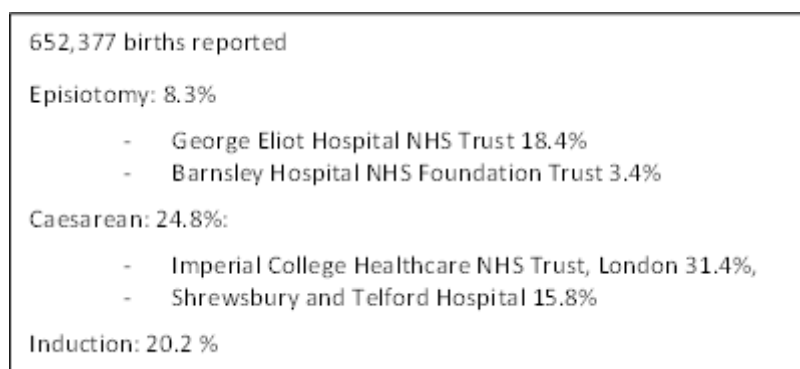 652,377 births reported
Episiotomy: 8.3%
- George Eliot Hospital NHS Trust 18.4%
- Barnsley Hospital NHS Foundation Trust 3.4%
Caesarean: 24.8%:
- Imperial College Healthcare NHS Trust, London 31.4%,
- Shrewsbury and Telford Hospital 15.8%
Induction: 20.2 %